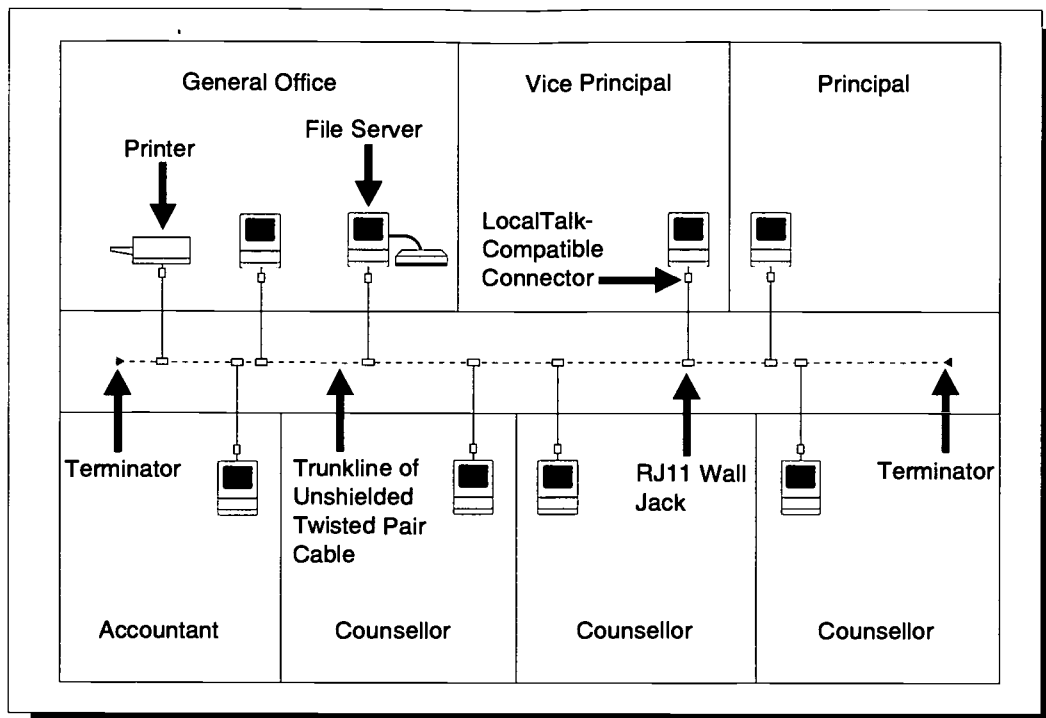 General Office
Vice Principal
Principal
File Server
Printer
LocalTalk-
Compatible
Connector
Terminator
Trunkline of
Unshielded
Twisted Pair
Cable
RJ11 Wall
Jack
Terminator
Accountant
Counsellor
Counsellor
Counsellor